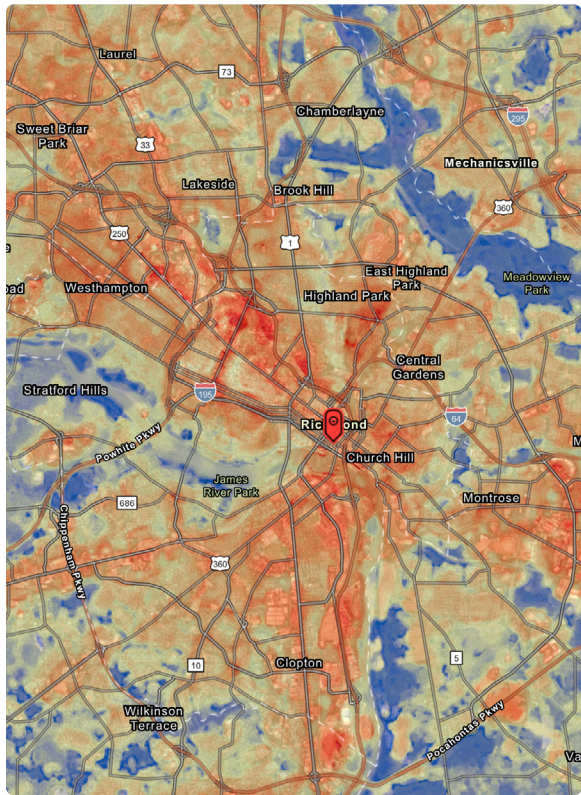 Laurel
73
Chamberlayne
295
Sweet Briar
Park
33
Mechanicsville
Lakeside
Brook Hill
360
250
1
East Highland
Park
Meadowview
Park
Westhampton
Highland Park
Central
Gardens
Stratford Hills
195
64
Powhite Pkwy
Church Hill
James
River Park
Montrose
686
Chippenham Pkwy
360
5
10
Clopton
Wilkinson
Terrace
Pocahontas Pkwy